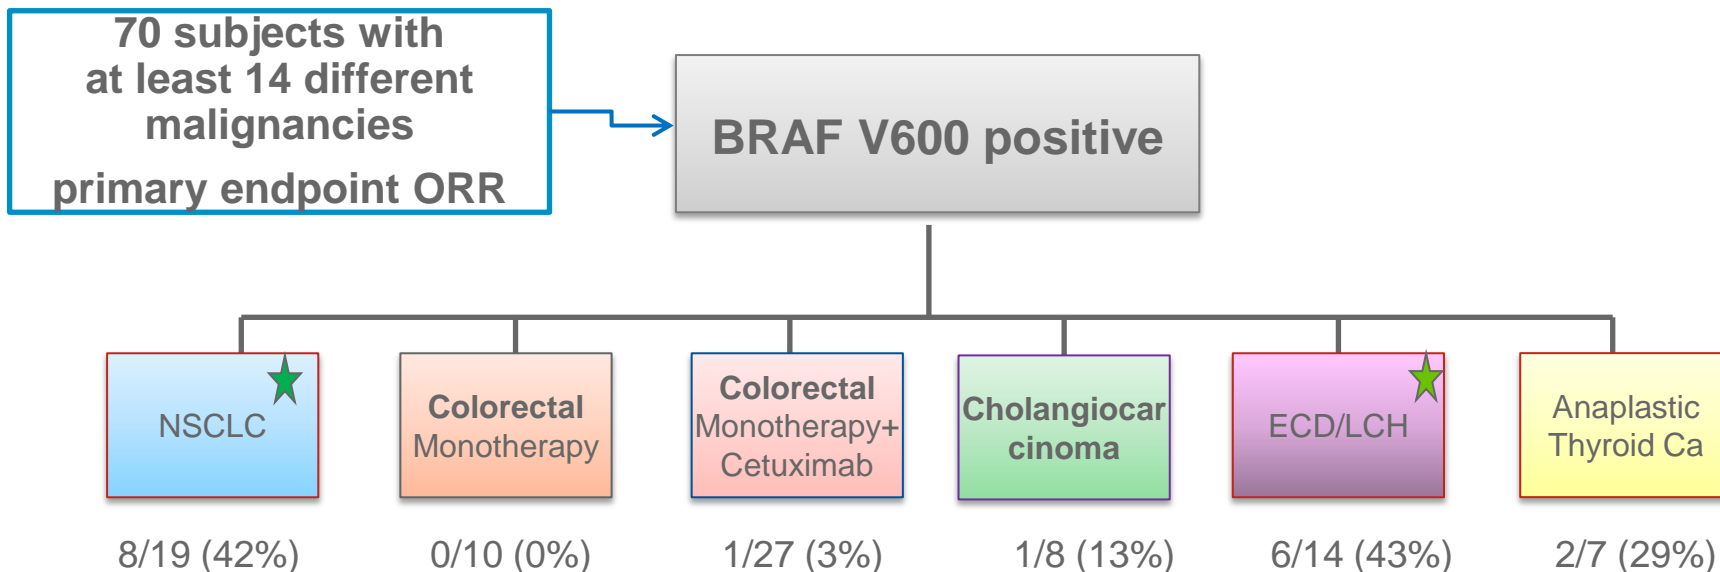 70 subjects with
at least 14 different
malignancies
primary endpoint ORR
BRAF V600 positive
NSCLC
Colorectal
Monotherapy
Colorectal
Monotherapy+
Cetuximab
Cholangiocar
cinoma
ECD/LCH
Anaplastic
Thyroid Ca
8/19 (42%)
0/10 (0%)
1/27 (3%)
1/8 (13%)
6/14 (43%)
2/7 (29%)